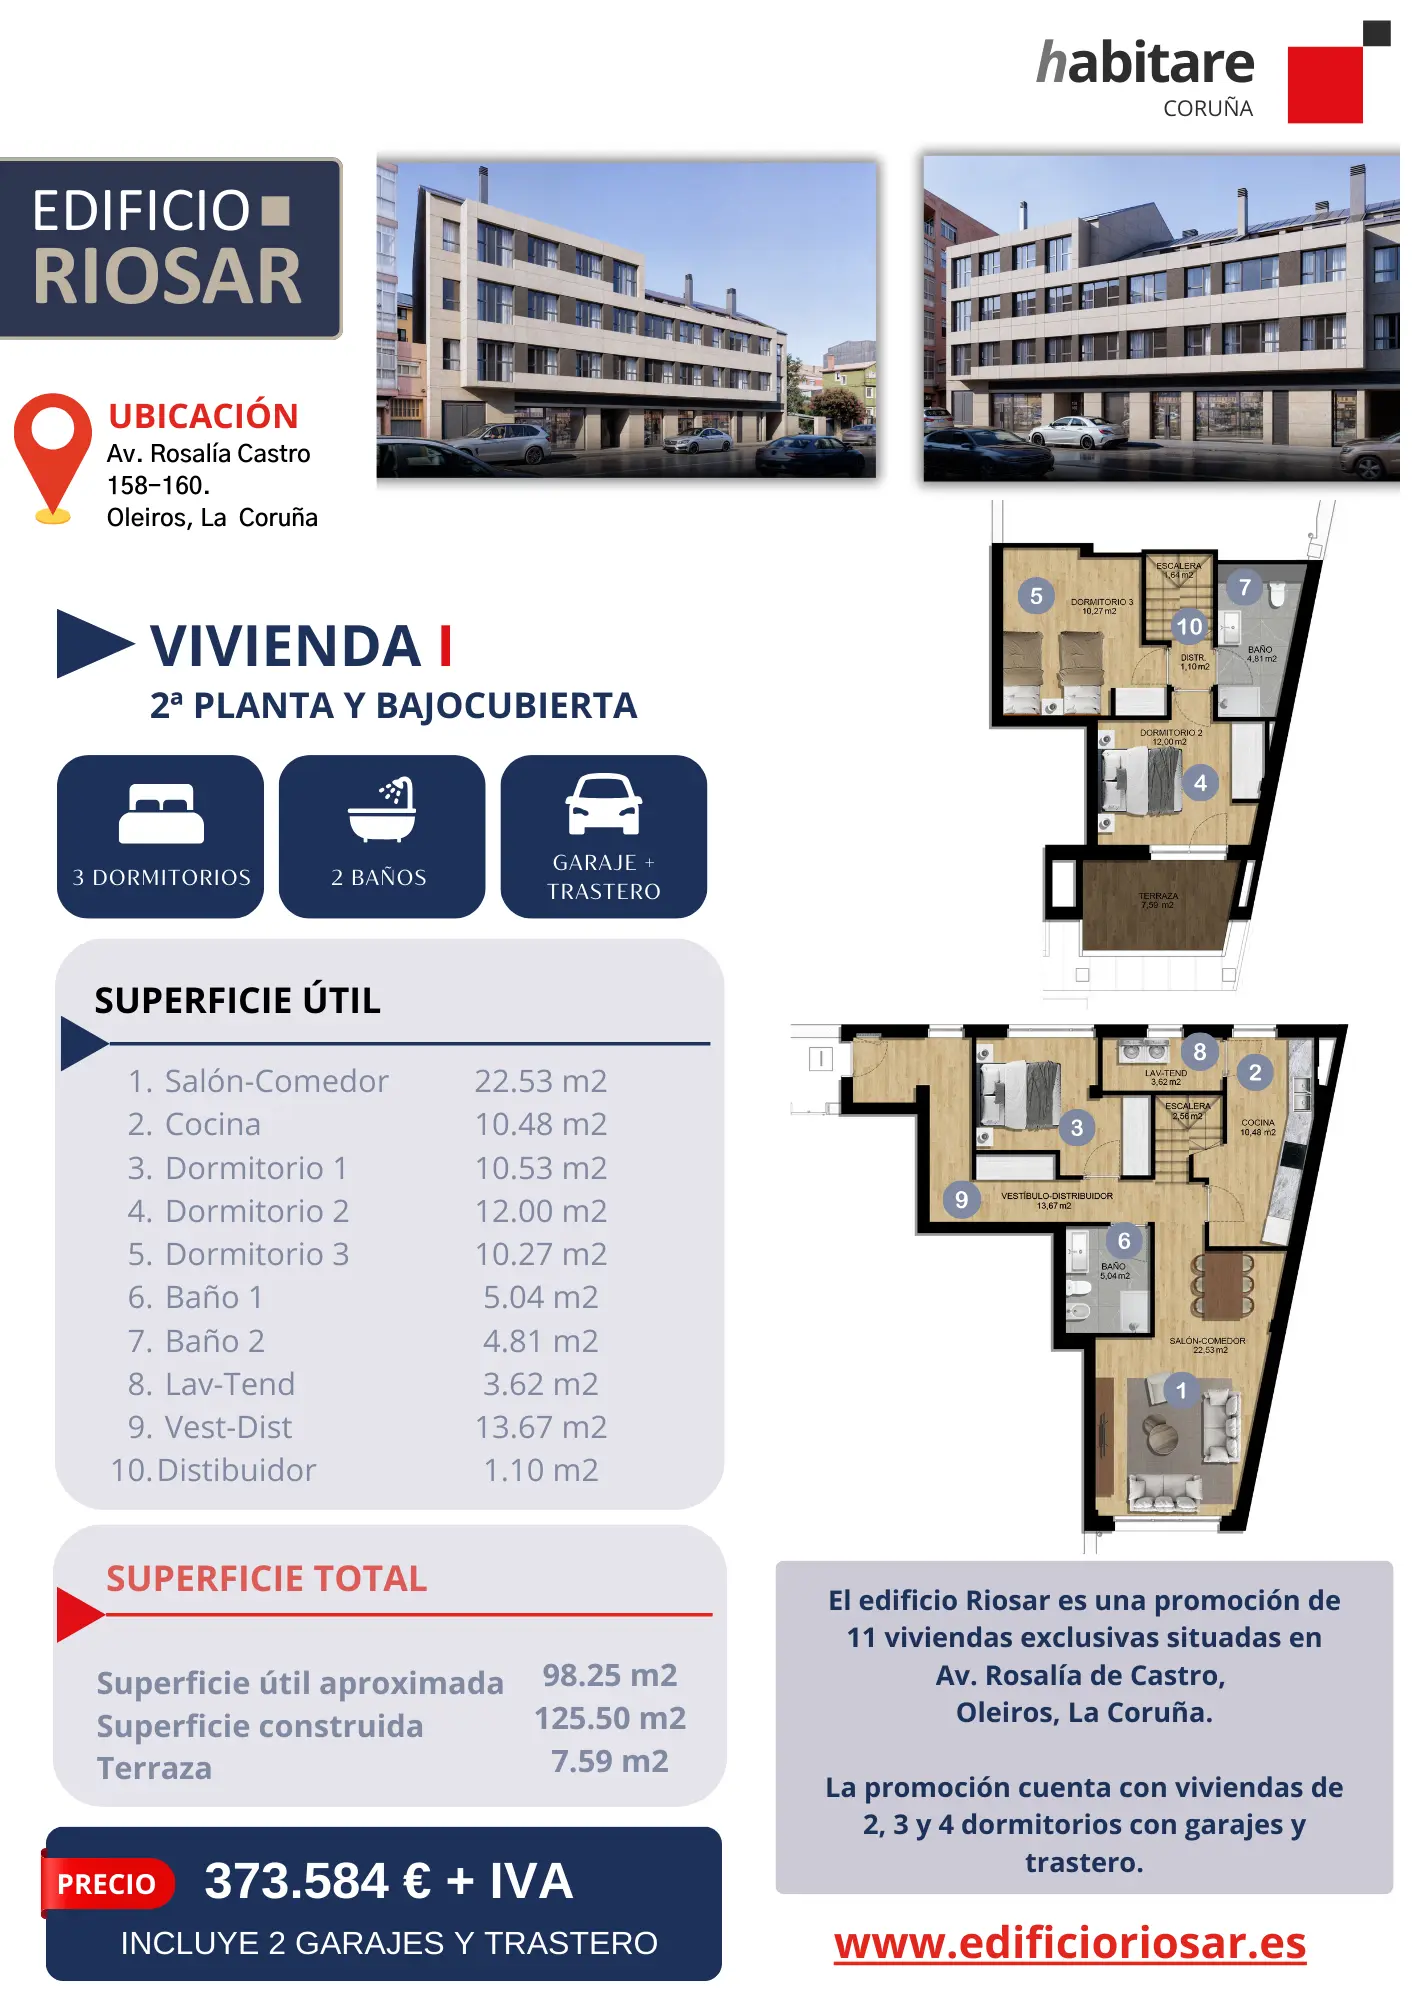 habitare
CORUÑA
EDIFICIO
RIOSAR
UBICACIÓN
Av. Rosalía Castro
158-160.
Oleiros, La Coruña
VIVIENDA I
2ª PLANTA Y BAJOCUBIERTA
3 DORMITORIOS
2 BAÑOS
GARAJE +
TRASTERO
SUPERFICIE ÚTIL
1. Salón-Comedor 22.53 m2
2. Cocina 10.48 m2
3. Dormitorio 1 10.53 m2
4. Dormitorio 2 12.00 m2
5. Dormitorio 3 10.27 m2
6. Baño 1 5.04 m2
7. Baño 2 4.81 m2
8. Lav-Tend 3.62 m2
9. Vest-Dist 13.67 m2
10. Distibuidor 1.10 m2
SUPERFICIE TOTAL
Superficie útil aproximada 98.25 m2
Superficie construida 125.50 m2
Terraza 7.59 m2
PRECIO
373.584 € + IVA
INCLUYE 2 GARAJES Y TRASTERO
ESCALERA
1,64 m2
5
7
DORMITORIO 3
10,27 m2
10
DISTR.
1,10 m2
BAÑO
4,81 m2
DORMITORIO 2
12,00 m2
4
TERRAZA
7,59 m2
I
8
LAV-TEND
3,62 m2
2
ESCALERA
2,56 m2
3
COCINA
10,48 m2
9
VESTÍBULO-DISTRIBUIDOR
13,67 m2
6
BAÑO
5,04 m2
SALÓN-COMEDOR
22,53 m2
1
El edificio Riosar es una promoción de
11 viviendas exclusivas situadas en
Av. Rosalía de Castro,
Oleiros, La Coruña.
La promoción cuenta con viviendas de
2, 3 y 4 dormitorios con garajes y
trastero.
www.edificioriosar.es